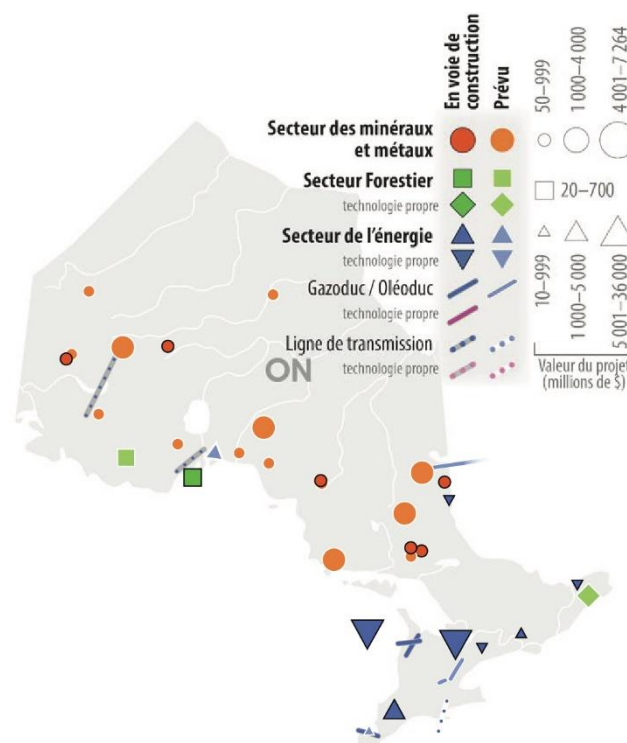 En voie de
construction
Prévu
50–999
1 000–4 000
4 001–7 264
Secteur des minéraux
et métaux
Secteur Forestier
20–700
technologie propre
Secteur de l'énergie
technologie propre
10–999
1 000–5 000
5 001–36 000
Gazoduc / Oléoduc
technologie propre
Ligne de transmission
technologie propre
Valeur du projet
(millions de $)
ON